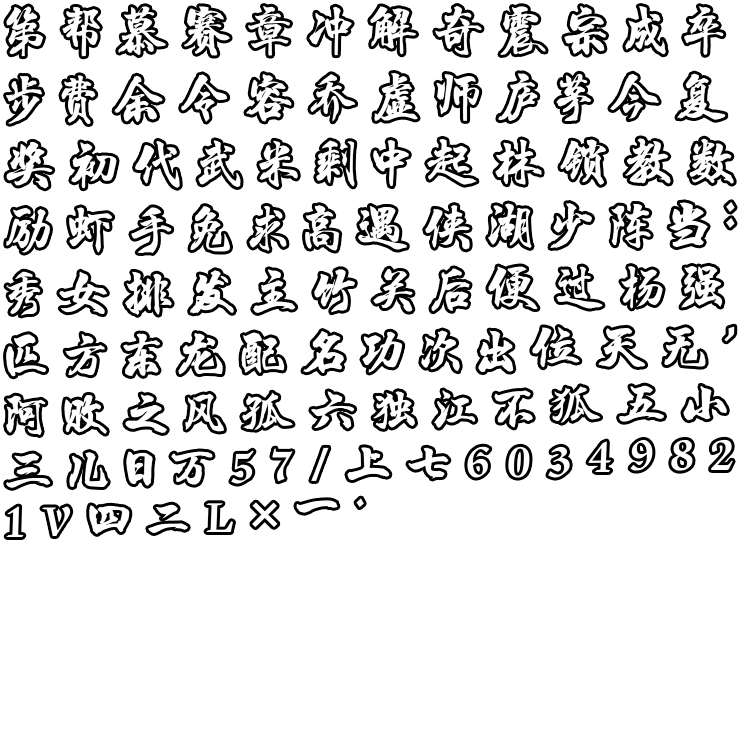 第帮慕赛章冲解奇震宗成卒
步费余令容乔虚师庐茅今复
奖初代武米剩中起林锁教数
励虾手免求高遇侠湖少陈当：
秀女排发主竹关后便过杨强
匹方东龙配名功次出位天无，
阿败之风孤六独江不狐五小
三儿日万57/上七6034982
1V四二L×一·